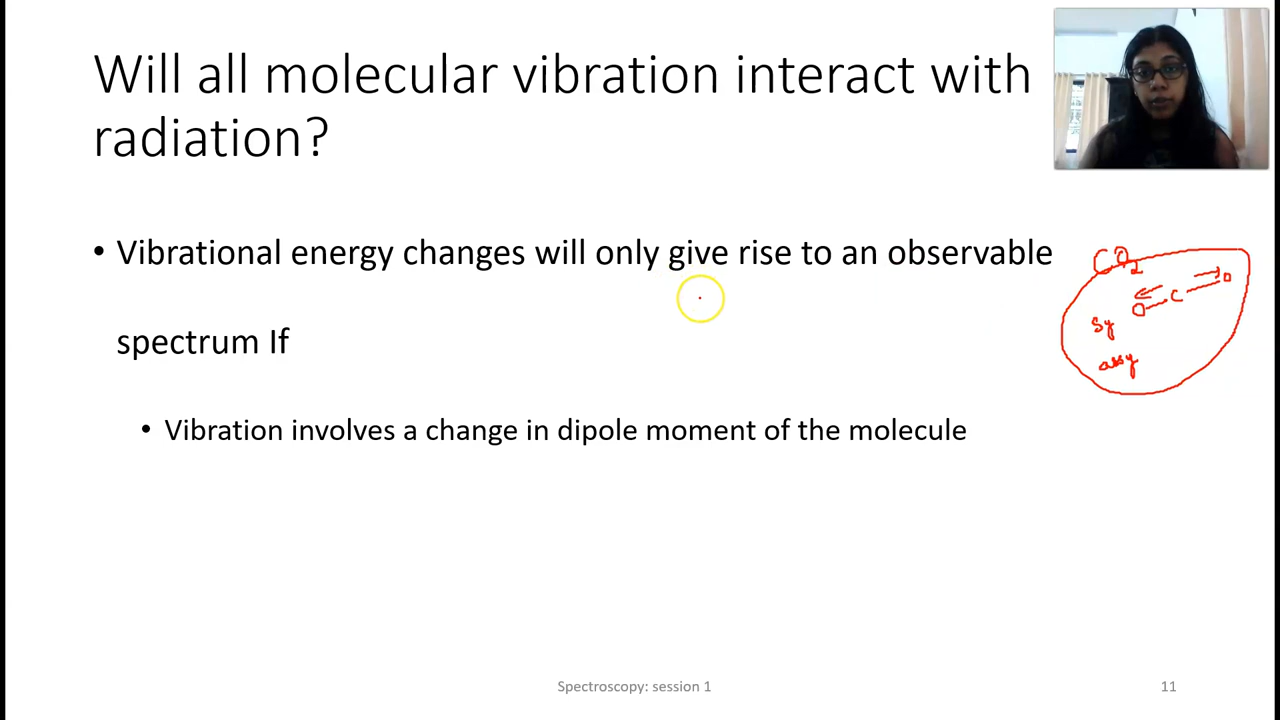 Will all molecular vibration interact with
radiation?
• Vibrational energy changes will only give rise to an observable
spectrum If
• Vibration involves a change in dipole moment of the molecule
CO2
O C O
Sy
assy
Spectroscopy: session 1
11